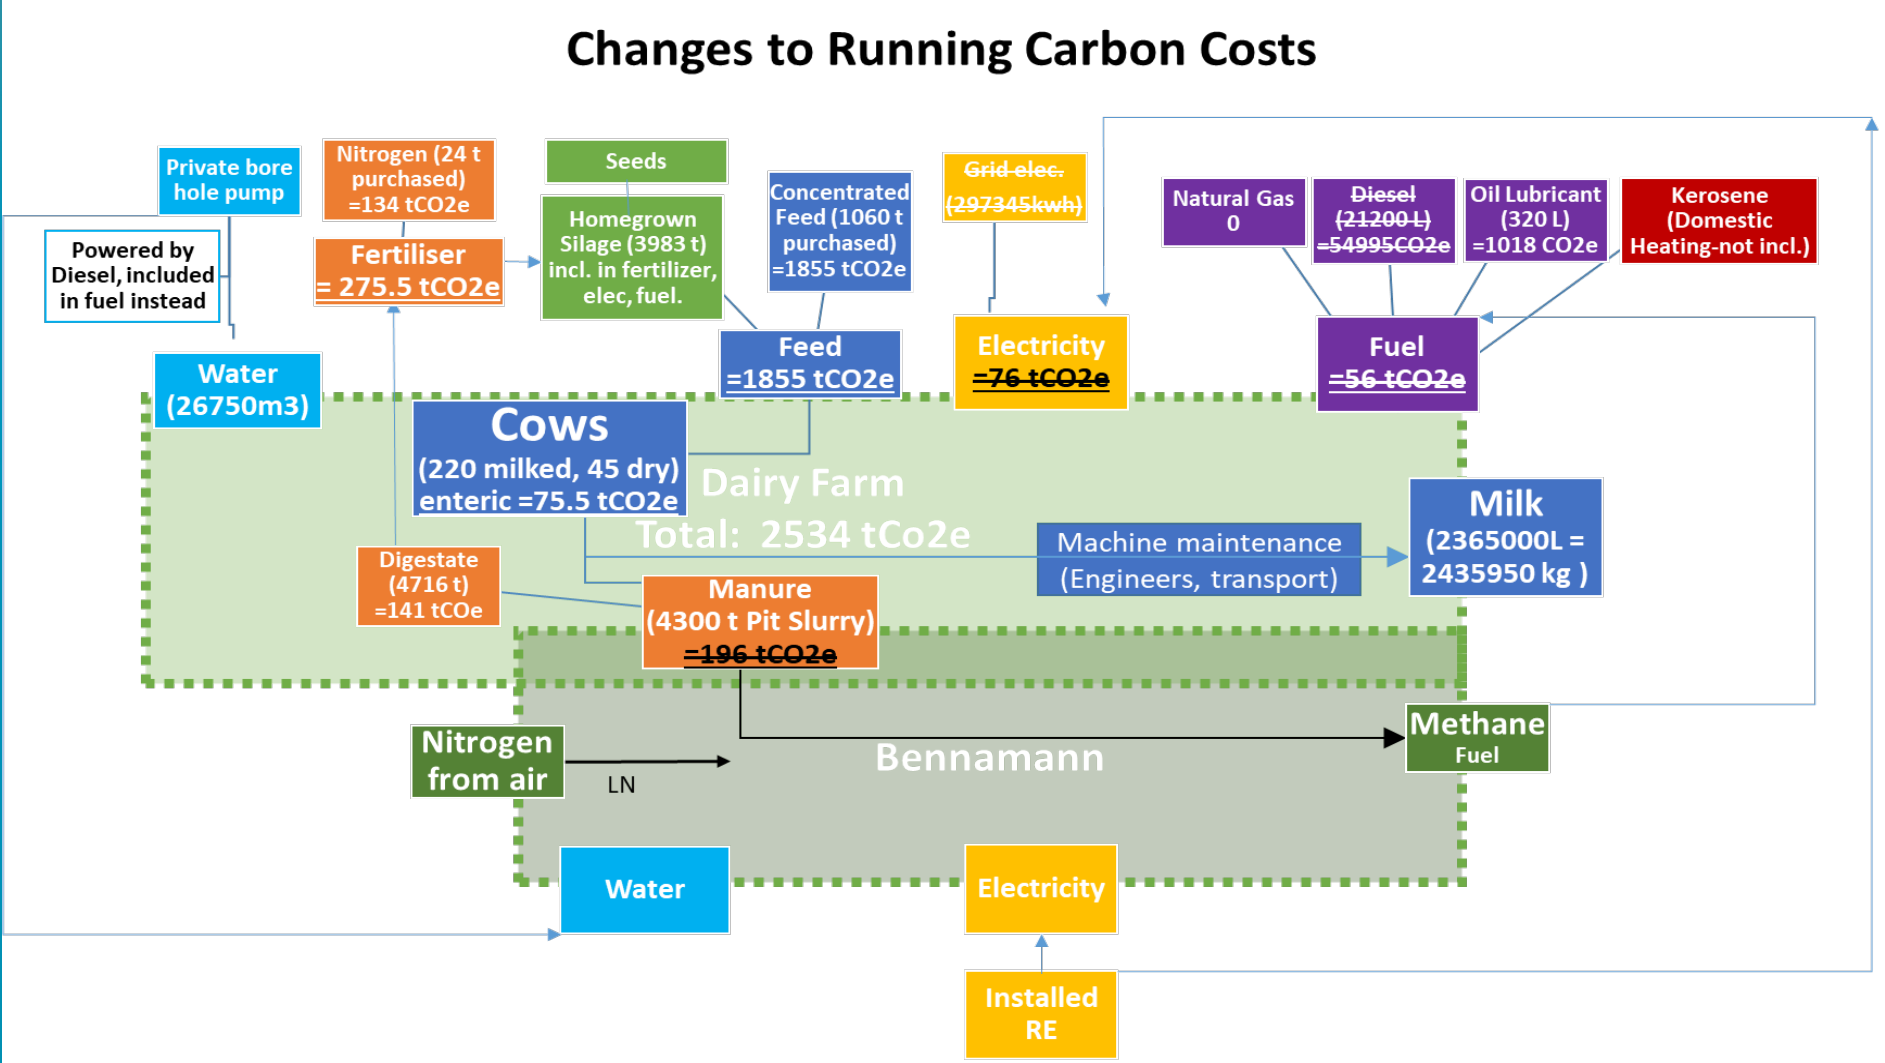 Changes to Running Carbon Costs
Private bore
hole pump
Powered by
Diesel, included
in fuel instead
Water
(26750m3)
Nitrogen (24 t
purchased)
=134 tCO2e
Fertiliser
= 275.5 tCO2e
Seeds
Homegrown
Silage (3983 t)
incl. in fertilizer,
elec, fuel.
Concentrated
Feed (1060 t
purchased)
=1855 tCO2e
Feed
=1855 tCO2e
Grid elec.
(297345kwh)
Electricity
=76 tCO2e
Natural Gas
0
Diesel
(21200 L)
=54995CO2e
Oil Lubricant
(320 L)
=1018 CO2e
Kerosene
(Domestic
Heating-not incl.)
Fuel
=56 tCO2e
Cows
(220 milked, 45 dry)
enteric =75.5 tCO2e
Dairy Farm
Total:  2534 tCo2e
Machine maintenance
(Engineers, transport)
Milk
(2365000L =
2435950 kg )
Digestate
(4716 t)
=141 tCOe
Manure
(4300 t Pit Slurry)
=196 tCO2e
Nitrogen
from air
LN
Bennamann
Methane
Fuel
Water
Electricity
Installed
RE